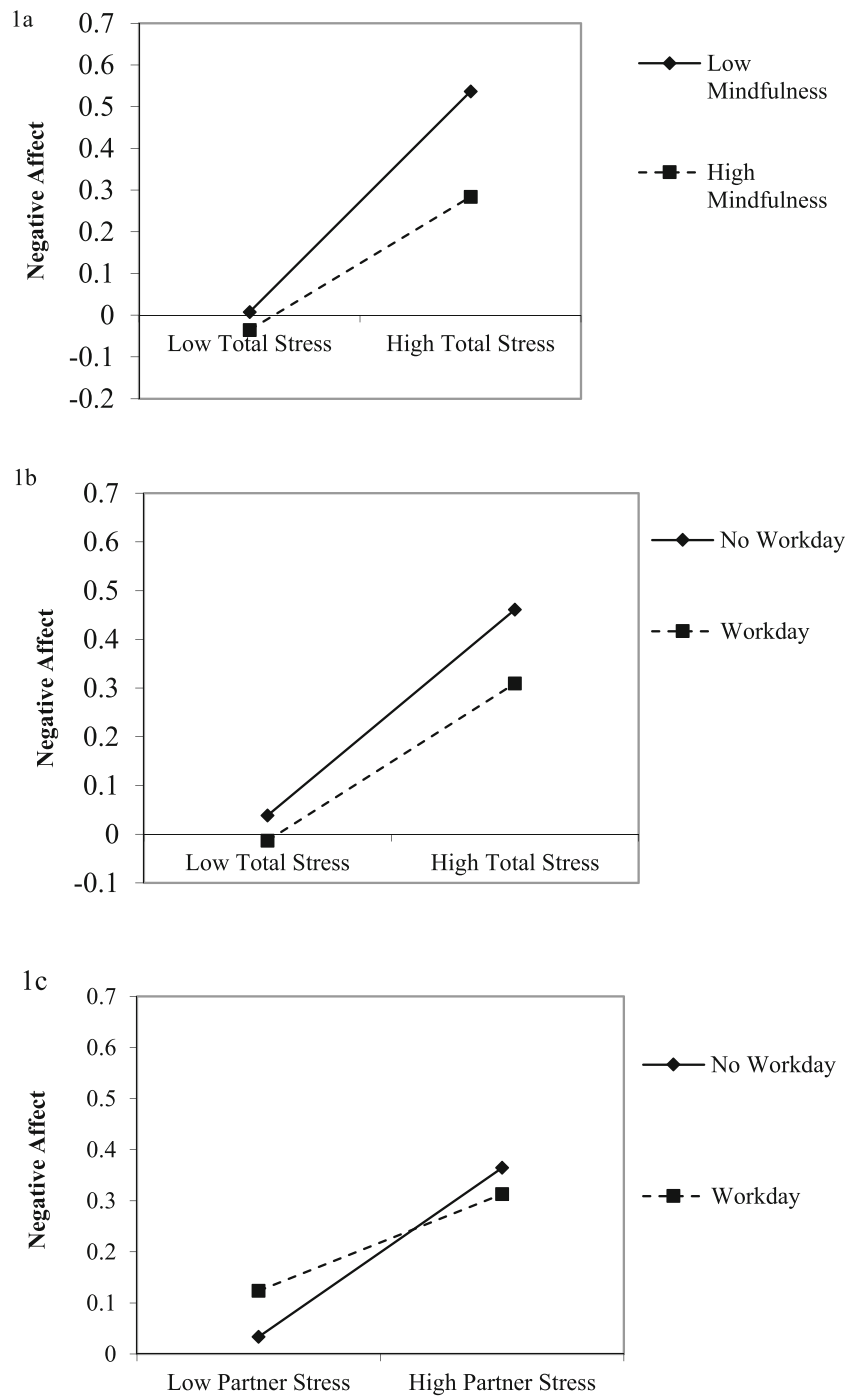 1a
0.7
0.6
0.5
0.4
0.3
0.2
0.1
0
-0.1
-0.2
Negative Affect
Low Total Stress
High Total Stress
Low
Mindfulness
High
Mindfulness
1b
0.7
0.6
0.5
0.4
0.3
0.2
0.1
0
-0.1
Negative Affect
Low Total Stress
High Total Stress
No Workday
Workday
1c
0.7
0.6
0.5
0.4
0.3
0.2
0.1
0
Negative Affect
Low Partner Stress
High Partner Stress
No Workday
Workday